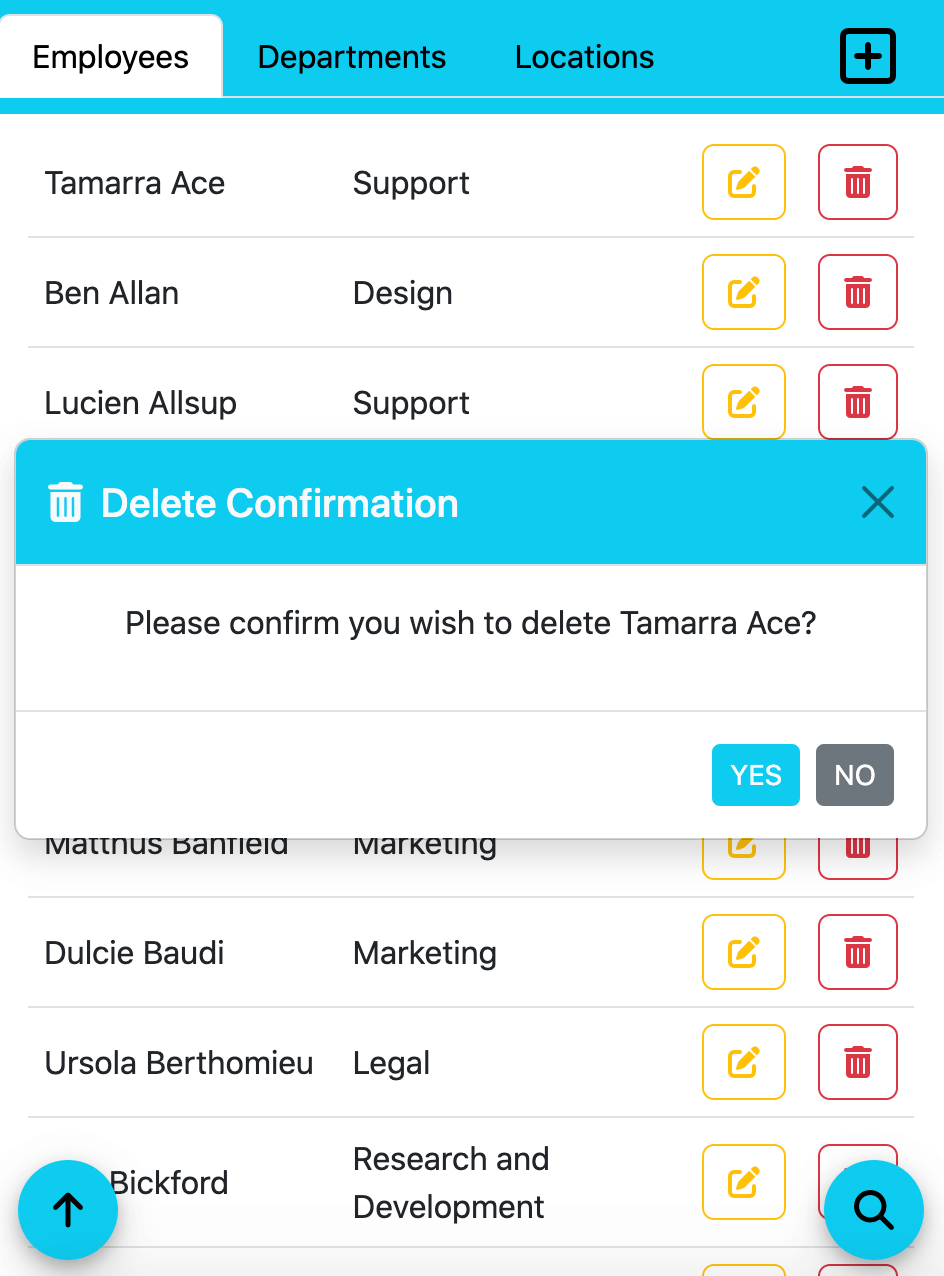 Employees Departments Locations
Tamarra Ace Support
Ben Allan Design
Lucien Allsup Support
Delete Confirmation
Please confirm you wish to delete Tamarra Ace?
YES NO
Matthus Banfield Marketing
Dulcie Baudi Marketing
Ursola Berthomieu Legal
Bickford Research and
Development